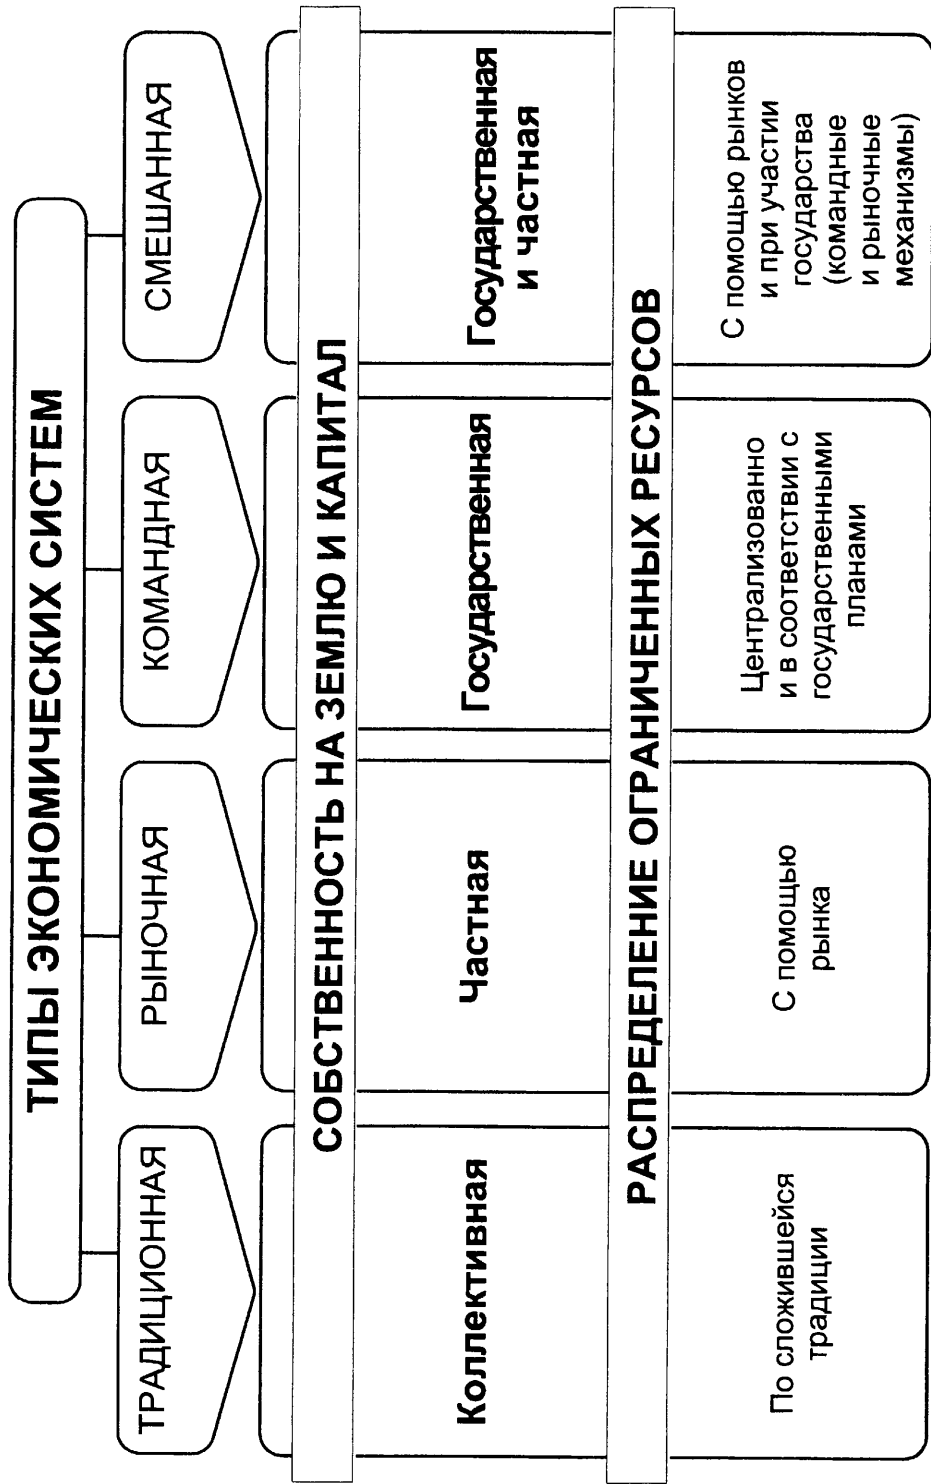 ТИПЫ ЭКОНОМИЧЕСКИХ СИСТЕМ
ТРАДИЦИОННАЯ
РЫНОЧНАЯ
КОМАНДНАЯ
СМЕШАННАЯ
СОБСТВЕННОСТЬ НА ЗЕМЛЮ И КАПИТАЛ
Коллективная
Частная
Государственная
Государственная
и частная
РАСПРЕДЕЛЕНИЕ ОГРАНИЧЕННЫХ РЕСУРСОВ
По сложившейся
традиции
С помощью
рынка
Централизовано
и в соответствии с
государственными
планами
С помощью рынков
и при участии
государства
(командные
и рыночные
механизмы)